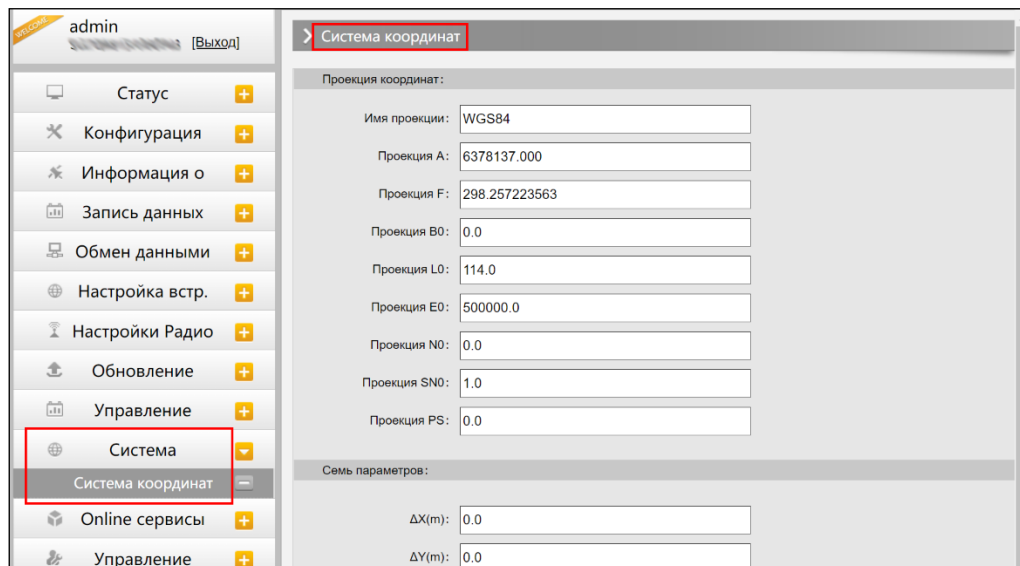 WELCOME
admin
[Выход]
Статус
Конфигурация
Информация о
Запись данных
Обмен данными
Настройка встр.
Настройки Радио
Обновление
Управление
Система
Система координат
Online сервисы
Управление
Система координат
Проекция координат:
Имя проекции: WGS84
Проекция A: 6378137.000
Проекция F: 298.257223563
Проекция B0: 0.0
Проекция L0: 114.0
Проекция E0: 500000.0
Проекция N0: 0.0
Проекция SN0: 1.0
Проекция PS: 0.0
Семь параметров:
ΔX(m): 0.0
ΔY(m): 0.0